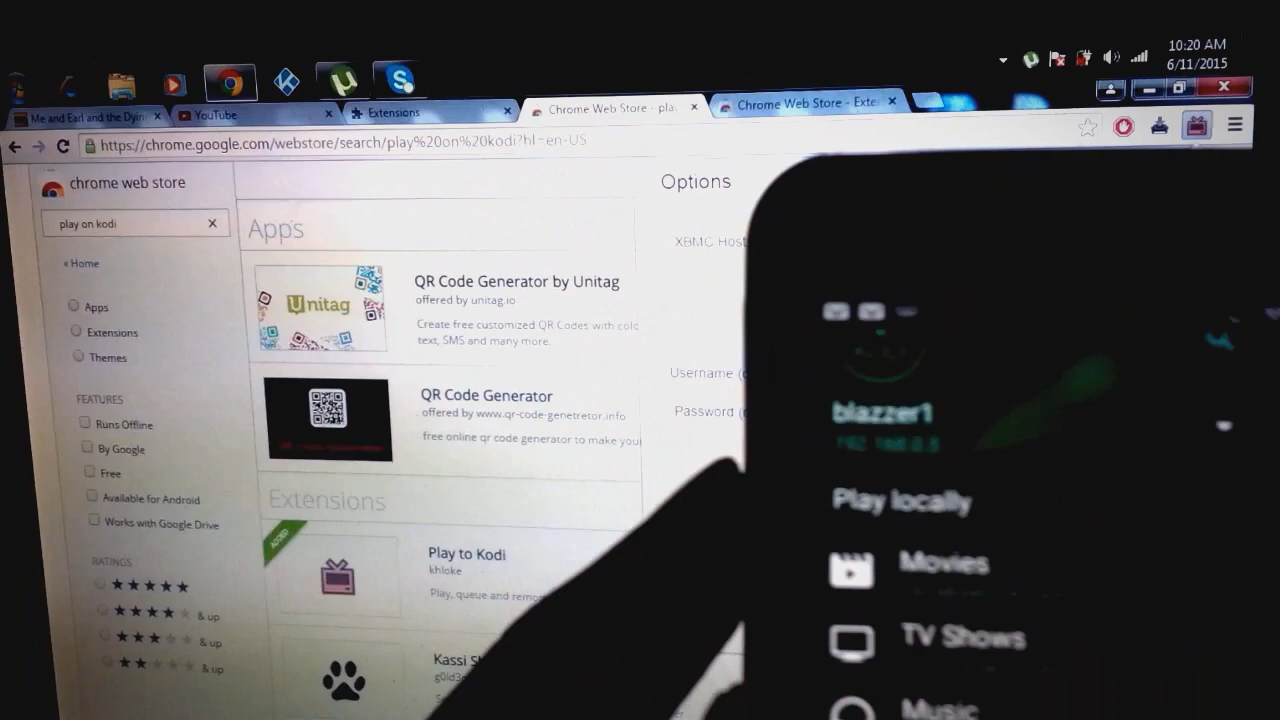 10:20 AM
6/11/2015
Me and Earl and the Dyin
YouTube
Extensions
Chrome Web Store - pla
Chrome Web Store - Exte
https://chrome.google.com/webstore/search/play%20on%20kodi?hl=en-US
chrome web store
play on kodi
« Home
Apps
Extensions
Themes
FEATURES
Runs Offline
By Google
Free
Available for Android
Works with Google Drive
RATINGS
& up
& up
& up
Apps
Unitag
QR Code Generator by Unitag
offered by unitag.io
Create free customized QR Codes with colo
text, SMS and many more.
QR Code Generator
offered by www.qr-code-genetretor.info
free online qr code generator to make your
Extensions
ADDED
Play to Kodi
khloke
Play, queue and remo
Kassi
Options
XBMC Host
Username (
Password (
blazzer1
Play locally
Movies
TV Shows
Music